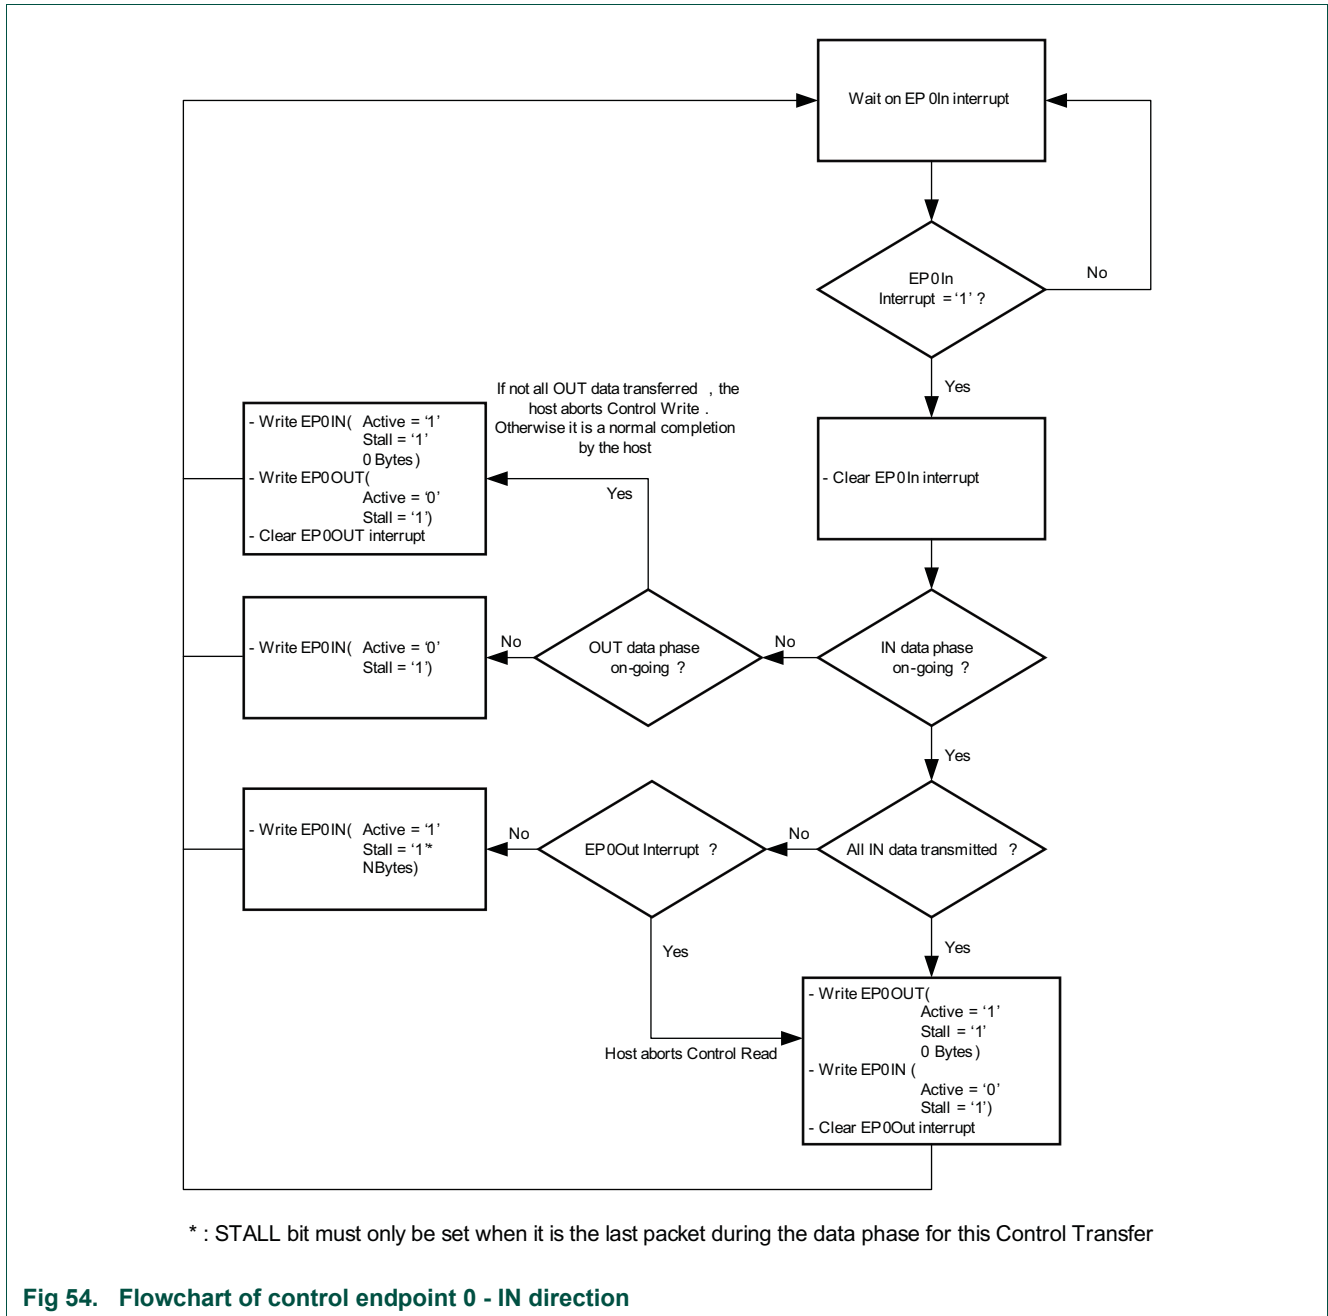 Wait on EP0In interrupt
EP0In
Interrupt = ‘1’ ?
No
Yes
If not all OUT data transferred , the
host aborts Control Write .
Otherwise it is a normal completion
by the host
- Write EP0IN( Active = ‘1’
Stall = ‘1’
0 Bytes)
- Write EP0OUT(
Active = ‘0’
Stall = ‘1’)
- Clear EP0OUT interrupt
Yes
- Clear EP0In interrupt
- Write EP0IN( Active = ‘0’
Stall = ‘1’)
No
OUT data phase
on-going ?
No
IN data phase
on-going ?
Yes
- Write EP0IN( Active = ‘1’
Stall = ‘1’*
NBytes)
No
EP0Out Interrupt ?
No
All IN data transmitted ?
Yes
Yes
Host aborts Control Read
- Write EP0OUT(
Active = ‘1’
Stall = ‘1’
0 Bytes)
- Write EP0IN (
Active = ‘0’
Stall = ‘1’)
- Clear EP0Out interrupt
* : STALL bit must only be set when it is the last packet during the data phase for this Control Transfer
Fig 54. Flowchart of control endpoint 0 - IN direction